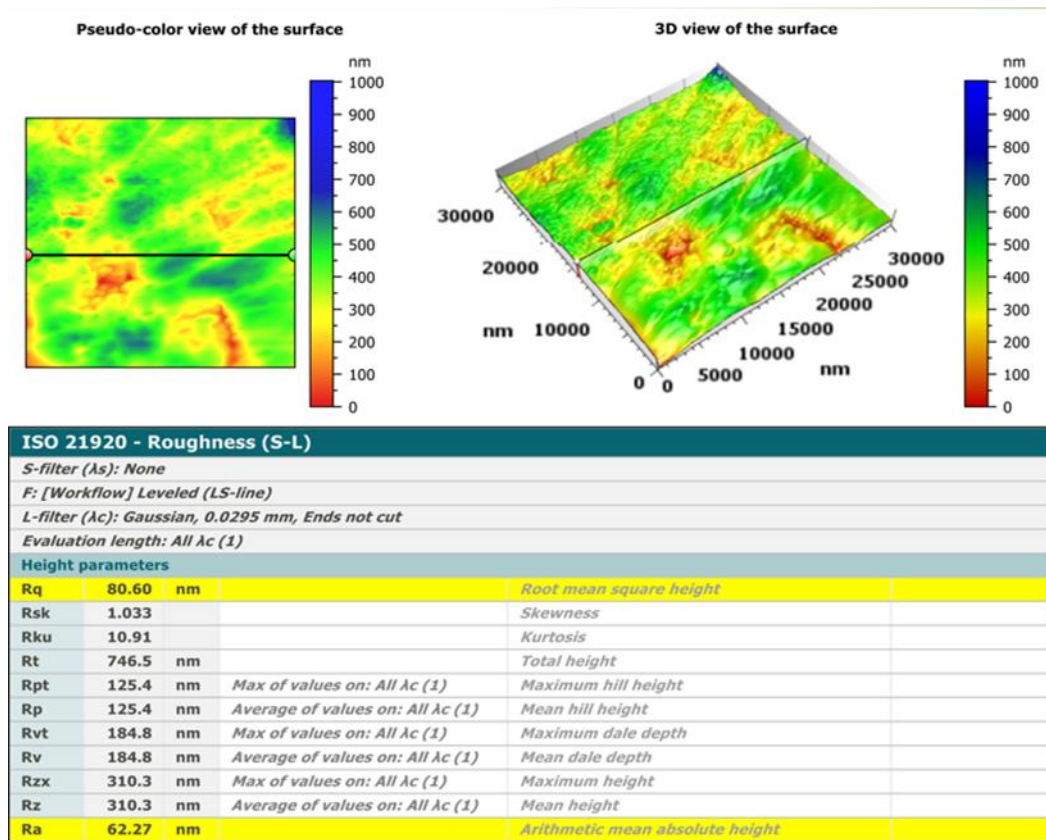 Pseudo-color view of the surface
nm
1000
900
800
700
600
500
400
300
200
100
0
3D view of the surface
30000
20000
nm 10000
0 0 5000
10000
15000
20000
25000
30000
nm
nm
1000
900
800
700
600
500
400
300
200
100
0
ISO 21920 - Roughness (S-L)
S-filter (λs): None
F: [Workflow] Leveled (LS-line)
L-filter (λc): Gaussian, 0.0295 mm, Ends not cut
Evaluation length: All λc (1)
Height parameters
Rq 80.60 nm Root mean square height
Rsk 1.033 Skewness
Rku 10.91 Kurtosis
Rt 746.5 nm Total height
Rpt 125.4 nm Max of values on: All λc (1) Maximum hill height
Rp 125.4 nm Average of values on: All λc (1) Mean hill height
Rvt 184.8 nm Max of values on: All λc (1) Maximum dale depth
Rv 184.8 nm Average of values on: All λc (1) Mean dale depth
Rzx 310.3 nm Max of values on: All λc (1) Maximum height
Rz 310.3 nm Average of values on: All λc (1) Mean height
Ra 62.27 nm Arithmetic mean absolute height